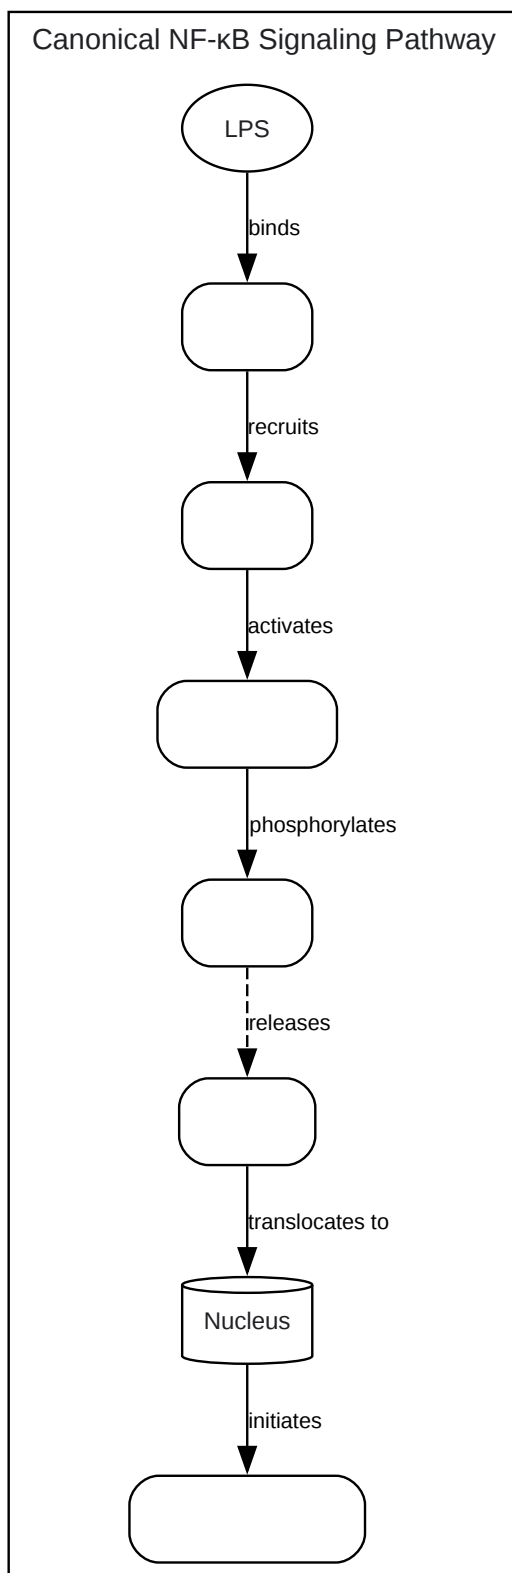 Canonical NF-κB Signaling Pathway
LPS
binds
recruits
activates
phosphorylates
releases
translocates to
Nucleus
initiates